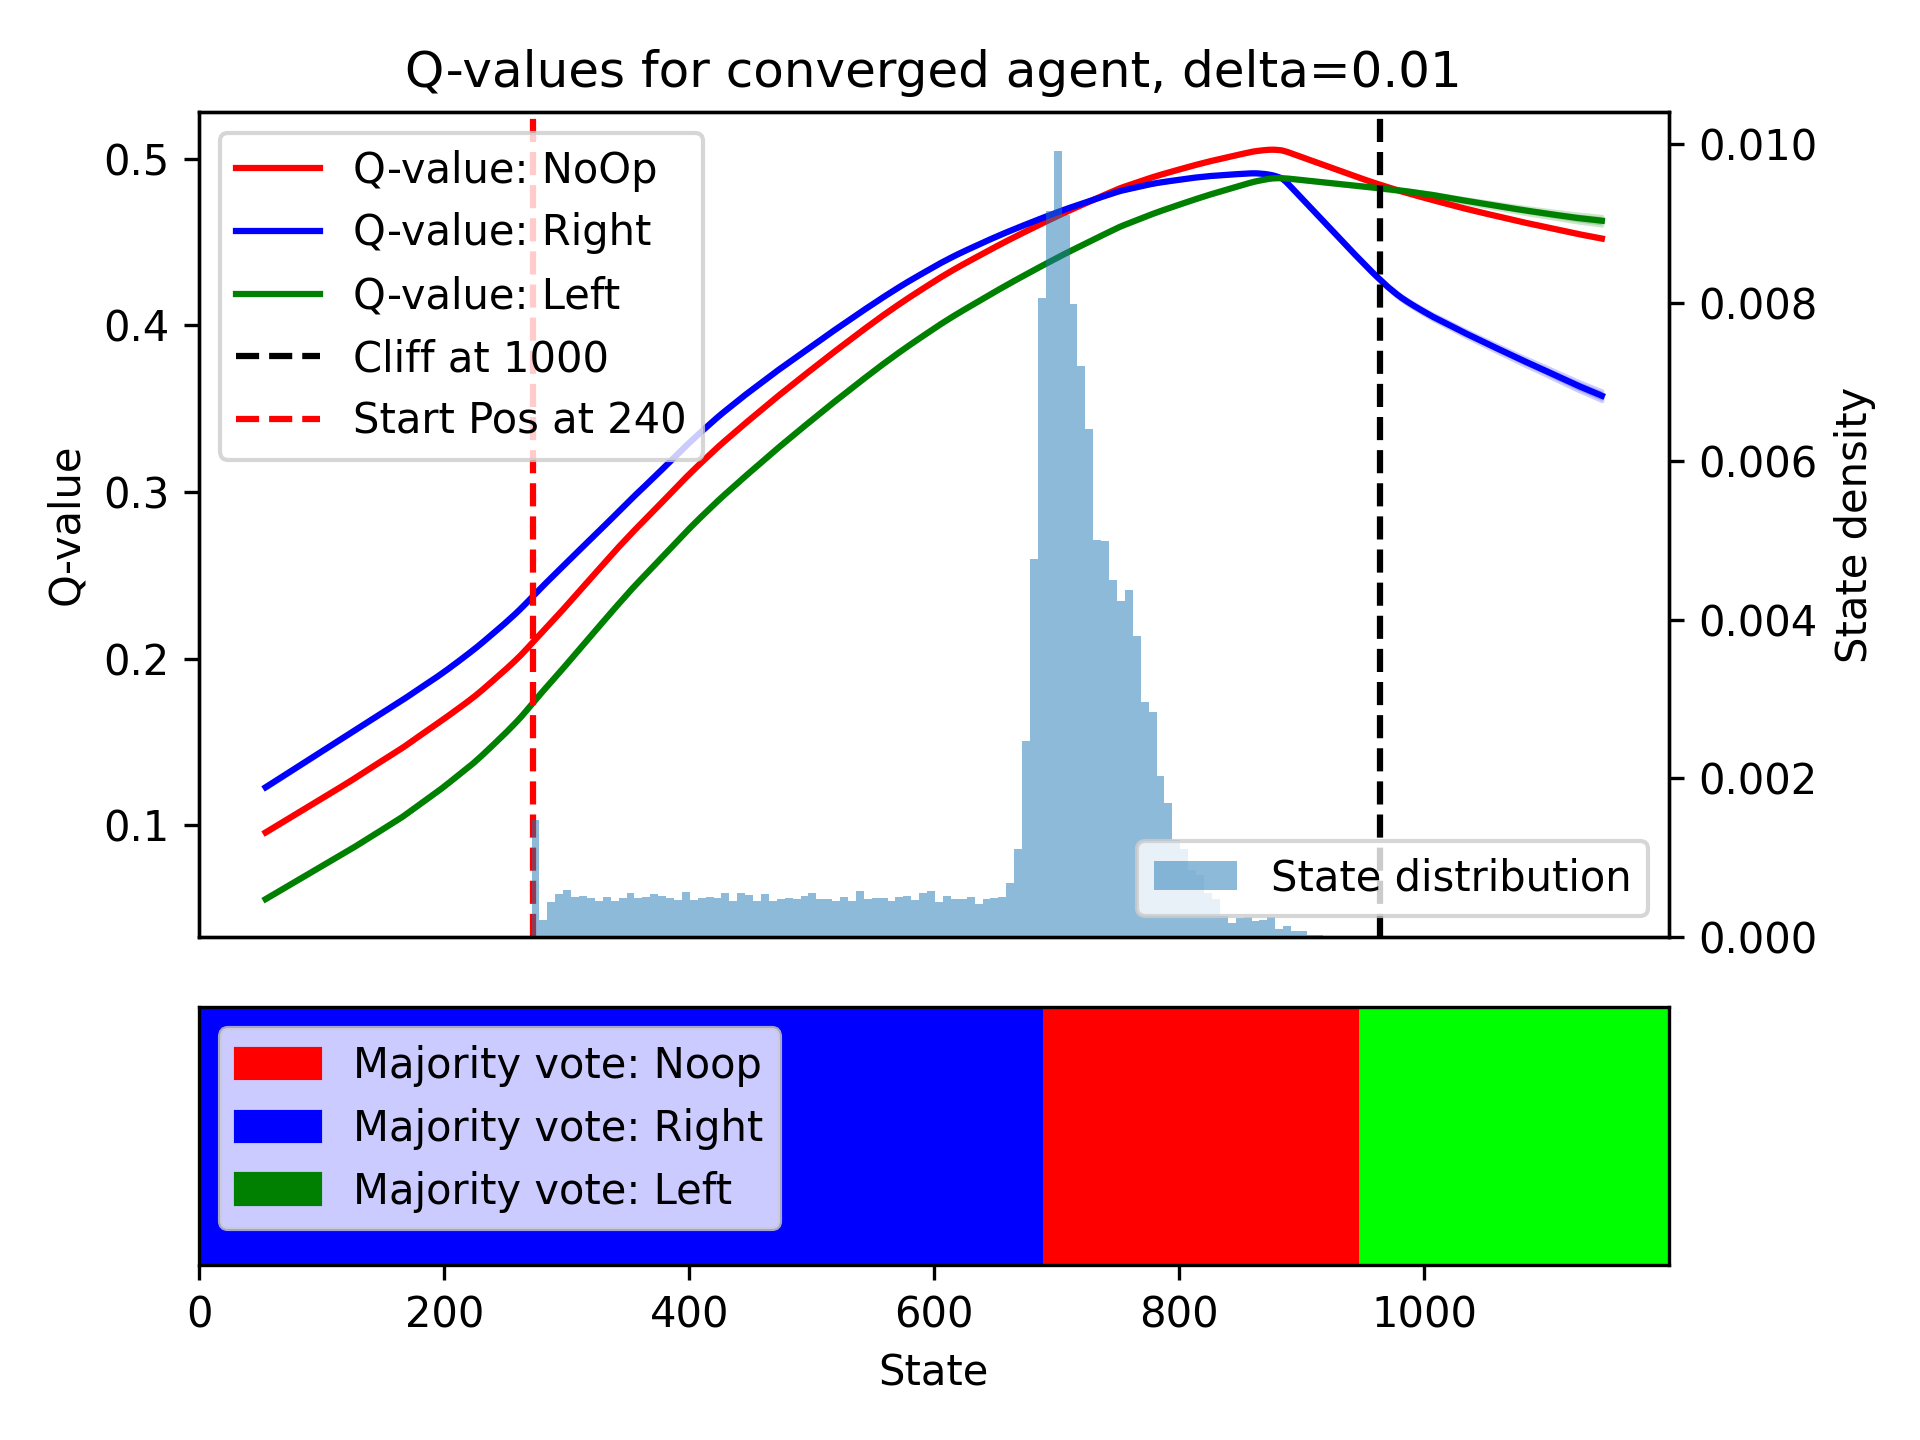 Q-values for converged agent, delta=0.01
Q-value: NoOp
Q-value: Right
Q-value: Left
Cliff at 1000
Start Pos at 240
0.5
0.4
0.3
0.2
0.1
Q-value
0.010
0.008
0.006
0.004
0.002
0.000
State density
State distribution
Majority vote: Noop
Majority vote: Right
Majority vote: Left
0 200 400 600 800 1000
State